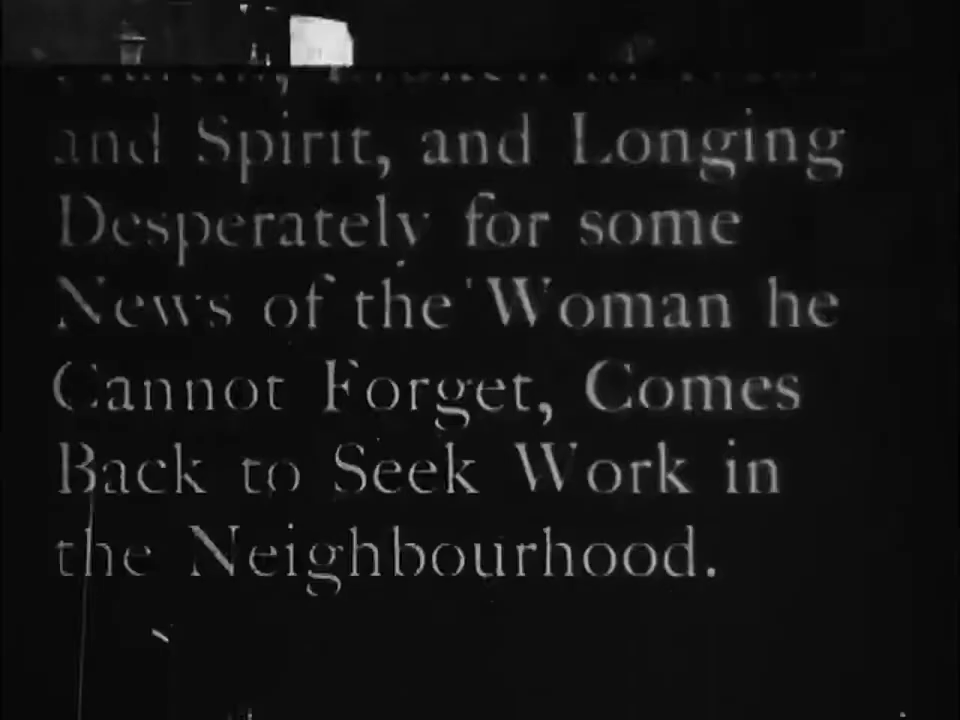 and Spirit, and Longing
Desperately for some
News of the Woman he
Cannot Forget, Comes
Back to Seek Work in
the Neighbourhood.